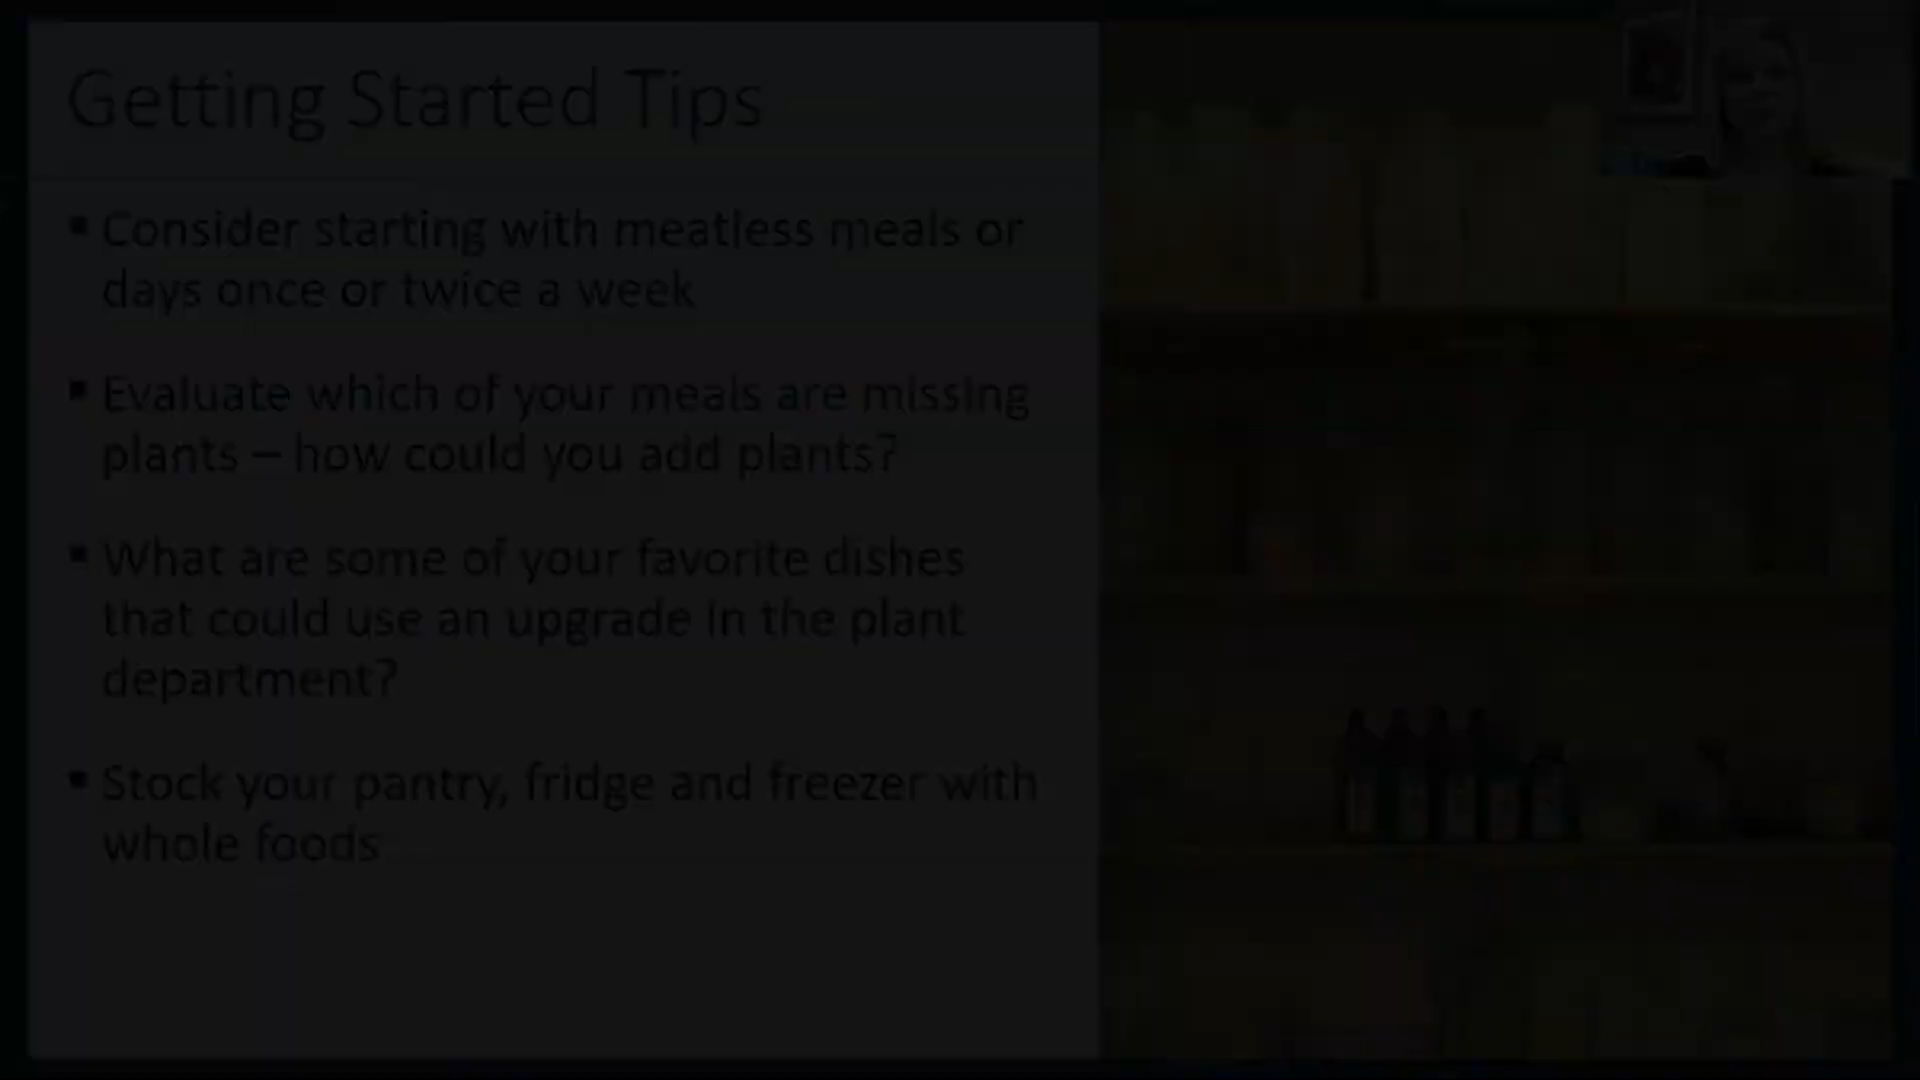 Getting Started Tips
▪ Consider starting with meatless meals or
days once or twice a week
▪ Evaluate which of your meals are missing
plants – how could you add plants?
▪ What are some of your favorite dishes
that could use an upgrade in the plant
department?
▪ Stock your pantry, fridge and freezer with
whole foods